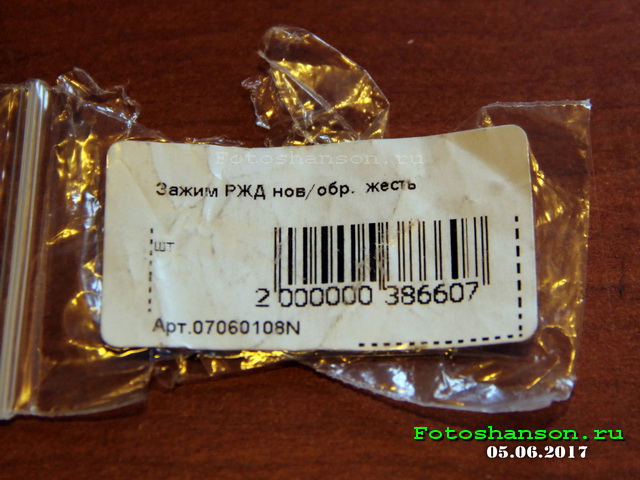 Fotoshanson.ru
Зажим РЖД нов/обр. жесть
шт
2 000000 386607
Арт.07060108N
Fotoshanson.ru
05.06.2017